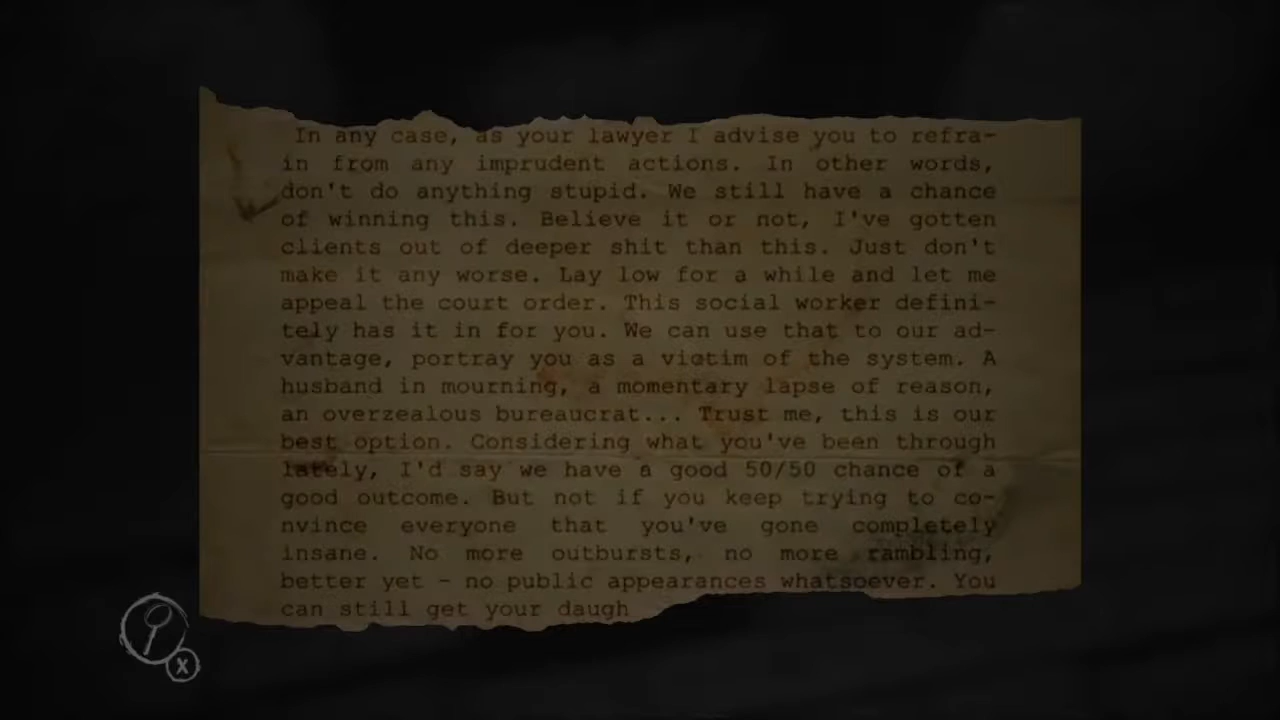 In any case, as your lawyer I advise you to refra-
in from any imprudent actions. In other words,
don't do anything stupid. We still have a chance
of winning this. Believe it or not, I've gotten
clients out of deeper shit than this. Just don't
make it any worse. Lay low for a while and let me
appeal the court order. This social worker defini-
tely has it in for you. We can use that to our ad-
vantage, portray you as a victim of the system. A
husband in mourning, a momentary lapse of reason,
an overzealous bureaucrat... Trust me, this is our
best option. Considering what you've been through
lately, I'd say we have a good 50/50 chance of a
good outcome. But not if you keep trying to co-
nvince everyone that you've gone completely
insane. No more outbursts, no more rambling,
better yet - no public appearances whatsoever. You
can still get your daugh
X